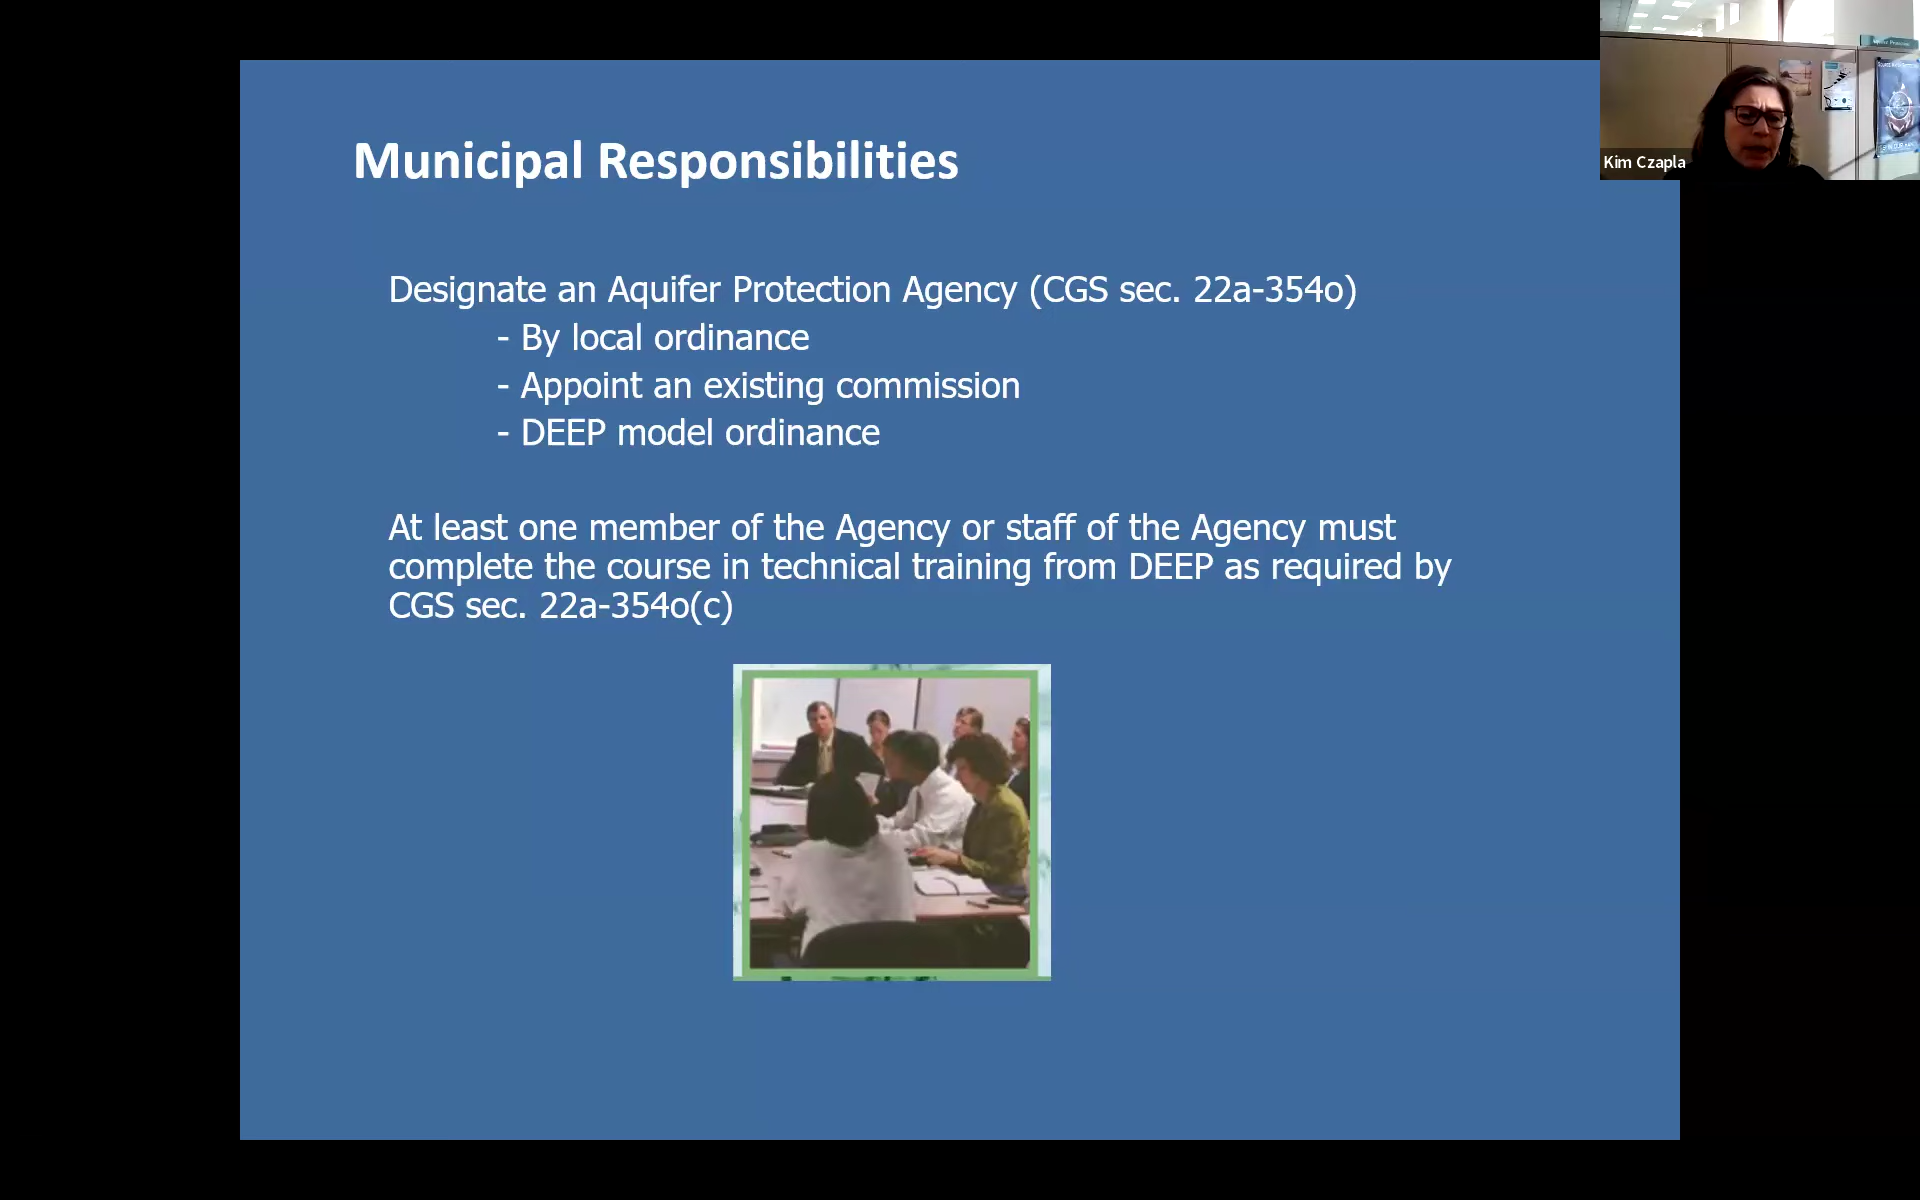 Municipal Responsibilities
Designate an Aquifer Protection Agency (CGS sec. 22a-354o)
- By local ordinance
- Appoint an existing commission
- DEEP model ordinance
At least one member of the Agency or staff of the Agency must
complete the course in technical training from DEEP as required by
CGS sec. 22a-354o(c)
Kim Czapla